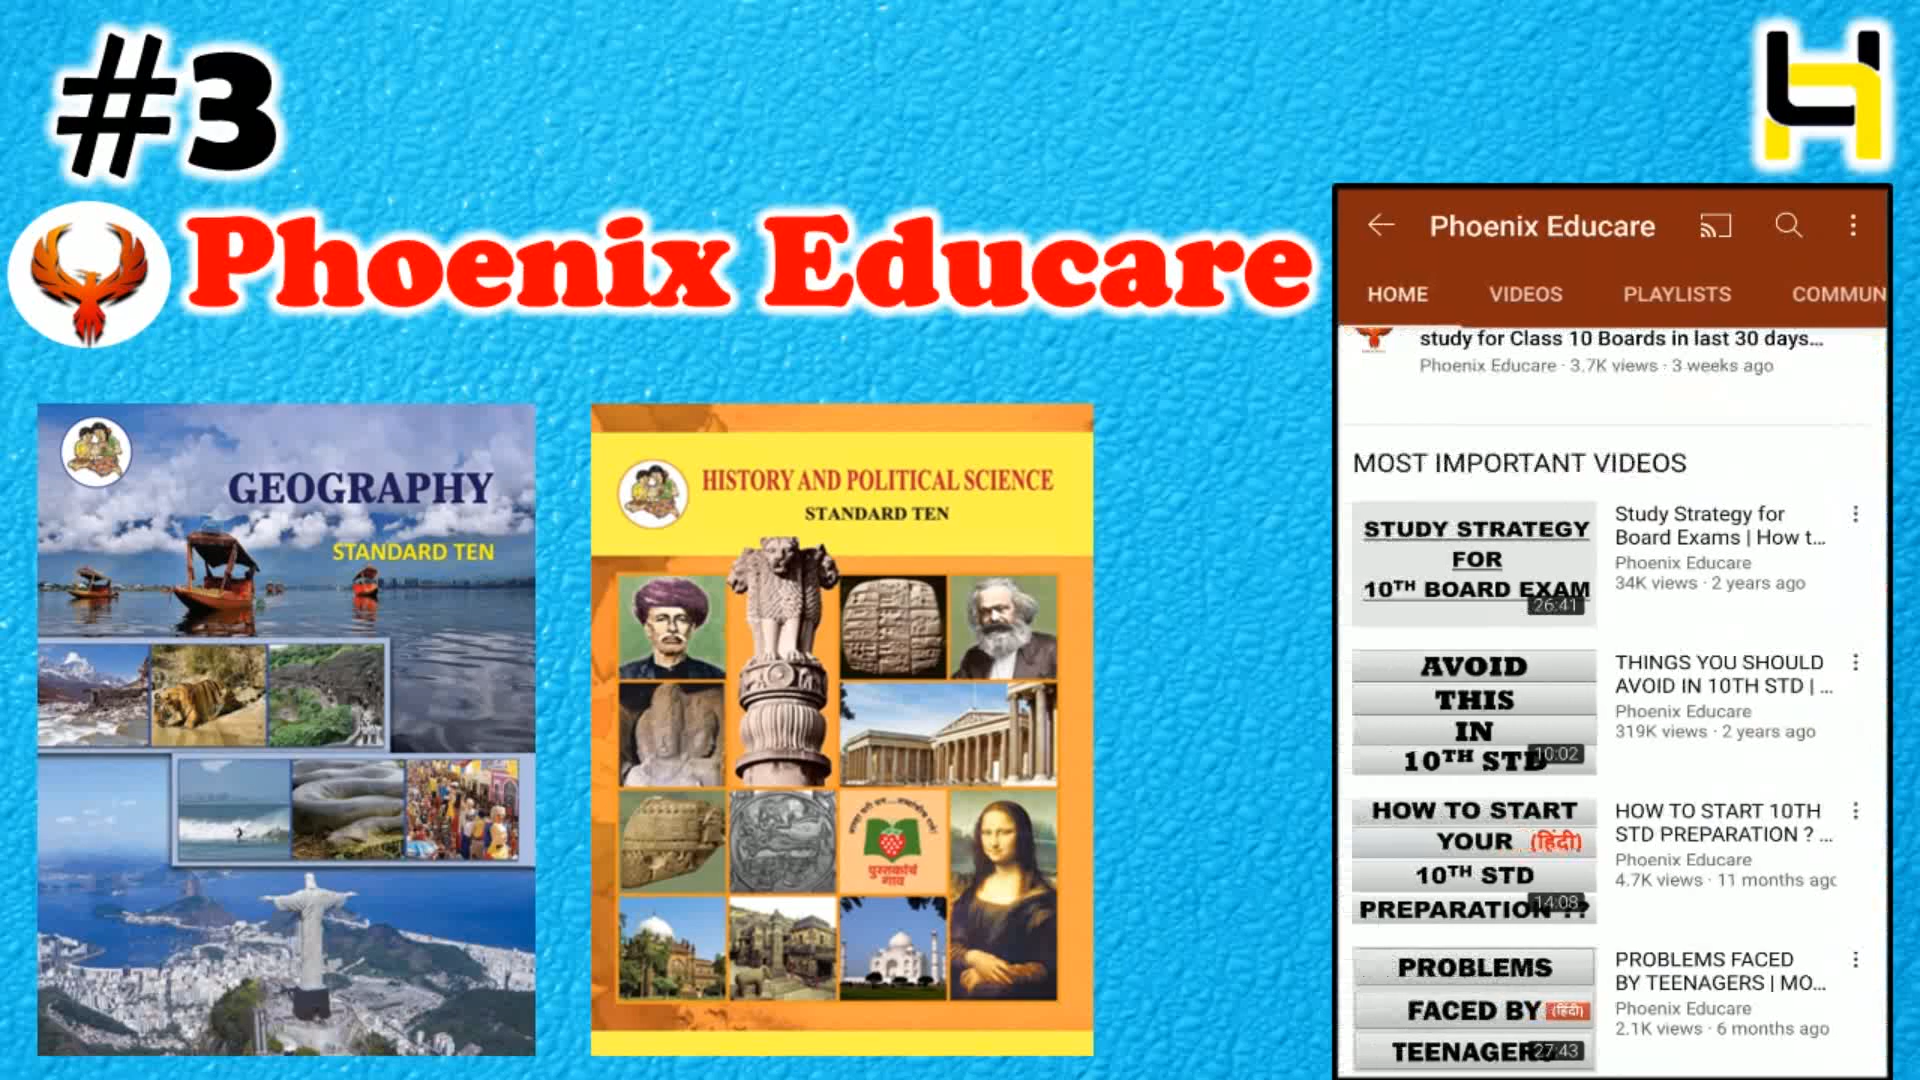 #3
Phoenix Educare
GEOGRAPHY
STANDARD TEN
HISTORY AND POLITICAL SCIENCE
STANDARD TEN
पुस्तकांचं
गाव
Phoenix Educare
HOME VIDEOS PLAYLISTS COMMUN
study for Class 10 Boards in last 30 days...
Phoenix Educare · 3.7K views · 3 weeks ago
MOST IMPORTANT VIDEOS
STUDY STRATEGY
FOR
10TH BOARD EXAM
26:41
Study Strategy for
Board Exams | How t...
Phoenix Educare
34K views · 2 years ago
AVOID
THIS
IN
10TH STD
10:02
THINGS YOU SHOULD
AVOID IN 10TH STD | ...
Phoenix Educare
319K views · 2 years ago
HOW TO START
YOUR (हिंदी)
10TH STD
PREPARATION ??
14:08
HOW TO START 10TH
STD PREPARATION ? ...
Phoenix Educare
4.7K views · 11 months ago
PROBLEMS
FACED BY (हिंदी)
TEENAGER
27:43
PROBLEMS FACED
BY TEENAGERS | MO...
Phoenix Educare
2.1K views · 6 months ago